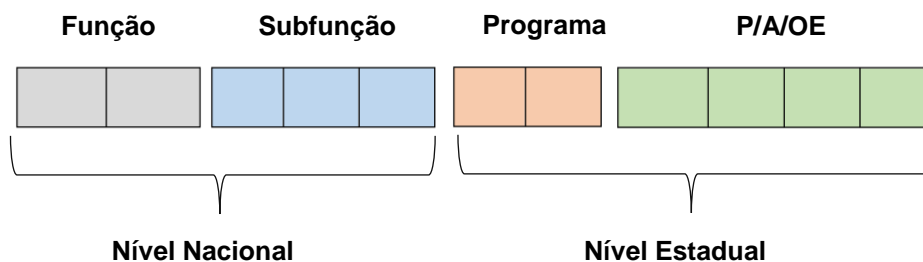 Função Subfunção Programa P/A/OE
Nível Nacional Nível Estadual